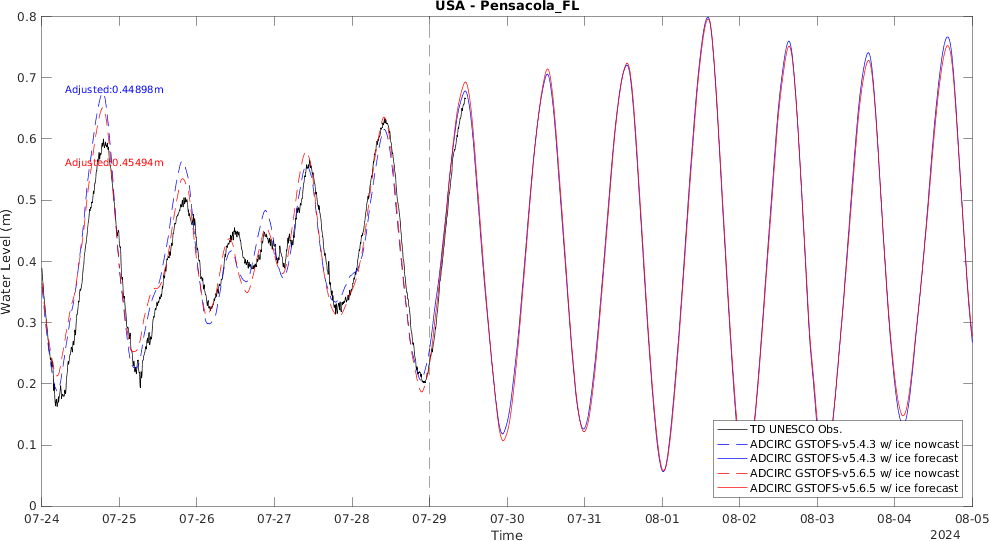 USA - Pensacola_FL
0.8
0.7
0.6
0.5
0.4
0.3
0.2
0.1
0
Water Level (m)
Adjusted:0.44898m
Adjusted:0.45494m
TD UNESCO Obs.
ADCIRC GSTOFS-v5.4.3 w/ ice nowcast
ADCIRC GSTOFS-v5.4.3 w/ ice forecast
ADCIRC GSTOFS-v5.6.5 w/ ice nowcast
ADCIRC GSTOFS-v5.6.5 w/ ice forecast
07-24 07-25 07-26 07-27 07-28 07-29 07-30 07-31 08-01 08-02 08-03 08-04 08-05
Time
2024